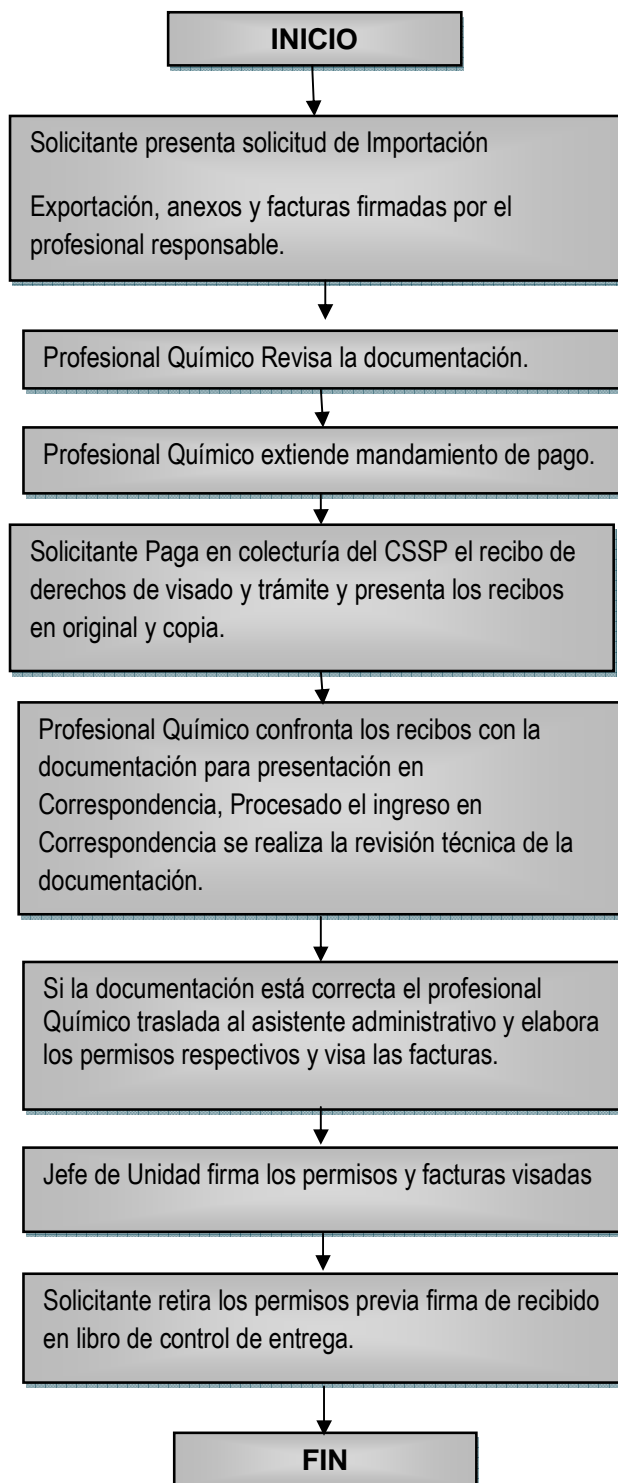 INICIO
Solicitante presenta solicitud de Importación
Exportación, anexos y facturas firmadas por el
profesional responsable.
Profesional Químico Revisa la documentación.
Profesional Químico extiende mandamiento de pago.
Solicitante Paga en colecturía del CSSP el recibo de
derechos de visado y trámite y presenta los recibos
en original y copia.
Profesional Químico confronta los recibos con la
documentación para presentación en
Correspondencia, Procesado el ingreso en
Correspondencia se realiza la revisión técnica de la
documentación.
Si la documentación está correcta el profesional
Químico traslada al asistente administrativo y elabora
los permisos respectivos y visa las facturas.
Jefe de Unidad firma los permisos y facturas visadas
Solicitante retira los permisos previa firma de recibido
en libro de control de entrega.
FIN